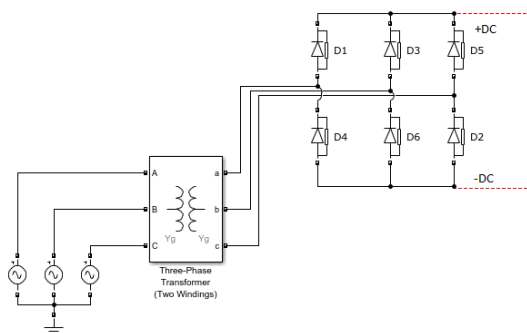 +DC
D1
D3
D5
D4
D6
D2
-DC
A
a
B
b
Yg
Yg
C
c
Three-Phase
Transformer
(Two Windings)
+
+
+